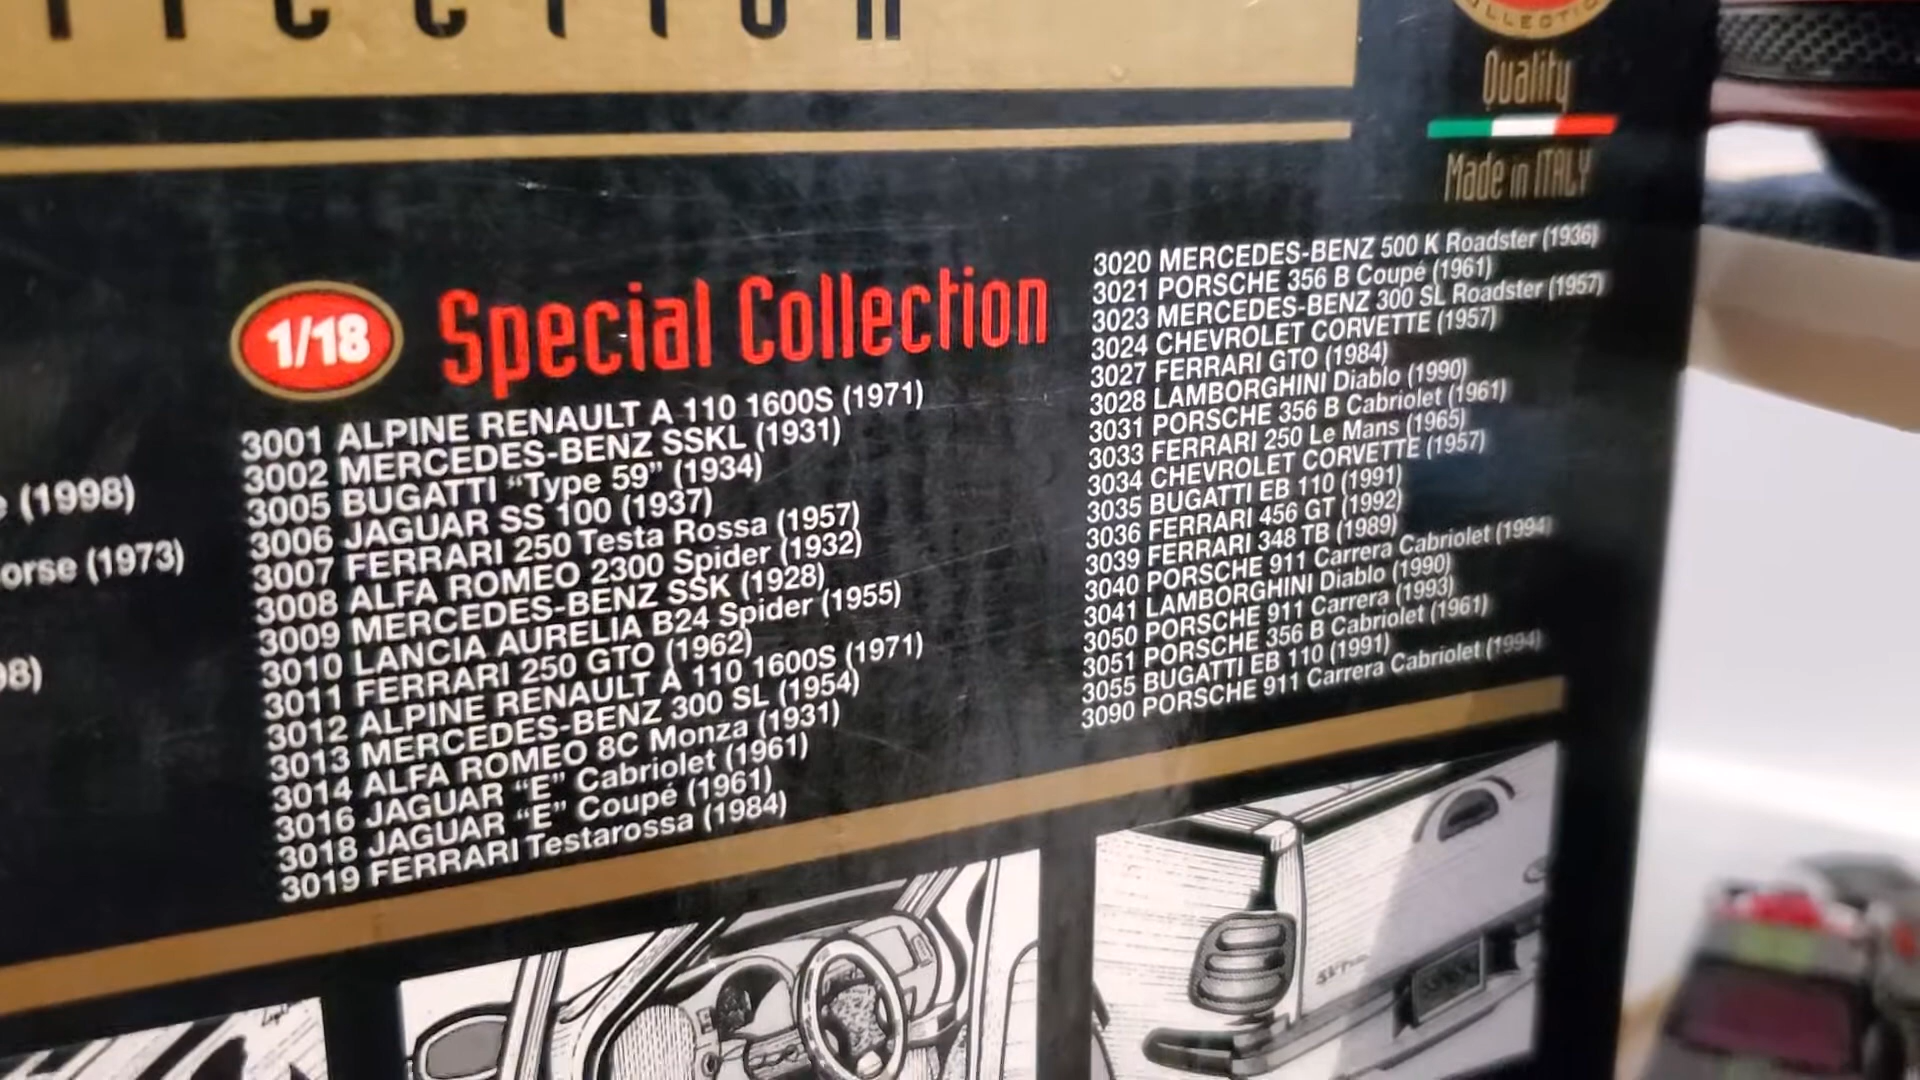 Quality
Made in ITALY
(1998)
orse (1973)
98)
1/18 Special Collection
3001 ALPINE RENAULT A 110 1600S (1971)
3002 MERCEDES-BENZ SSKL (1931)
3005 BUGATTI “Type 59” (1934)
3006 JAGUAR SS 100 (1937)
3007 FERRARI 250 Testa Rossa (1957)
3008 ALFA ROMEO 2300 Spider (1932)
3009 MERCEDES-BENZ SSK (1928)
3010 LANCIA AURELIA B24 Spider (1955)
3011 FERRARI 250 GTO (1962)
3012 ALPINE RENAULT A 110 1600S (1971)
3013 MERCEDES-BENZ 300 SL (1954)
3014 ALFA ROMEO 8C Monza (1931)
3016 JAGUAR “E” Cabriolet (1961)
3018 JAGUAR “E” Coupé (1961)
3019 FERRARI Testarossa (1984)
3020 MERCEDES-BENZ 500 K Roadster (1936)
3021 PORSCHE 356 B Coupé (1961)
3023 MERCEDES-BENZ 300 SL Roadster (1957)
3024 CHEVROLET CORVETTE (1957)
3027 FERRARI GTO (1984)
3028 LAMBORGHINI Diablo (1990)
3031 PORSCHE 356 B Cabriolet (1961)
3033 FERRARI 250 Le Mans (1965)
3034 CHEVROLET CORVETTE (1957)
3035 BUGATTI EB 110 (1991)
3036 FERRARI 456 GT (1992)
3039 FERRARI 348 TB (1989)
3040 PORSCHE 911 Carrera Cabriolet (1994)
3041 LAMBORGHINI Diablo (1990)
3050 PORSCHE 911 Carrera (1993)
3051 PORSCHE 356 B Cabriolet (1961)
3055 BUGATTI EB 110 (1991)
3090 PORSCHE 911 Carrera Cabriolet (1994)